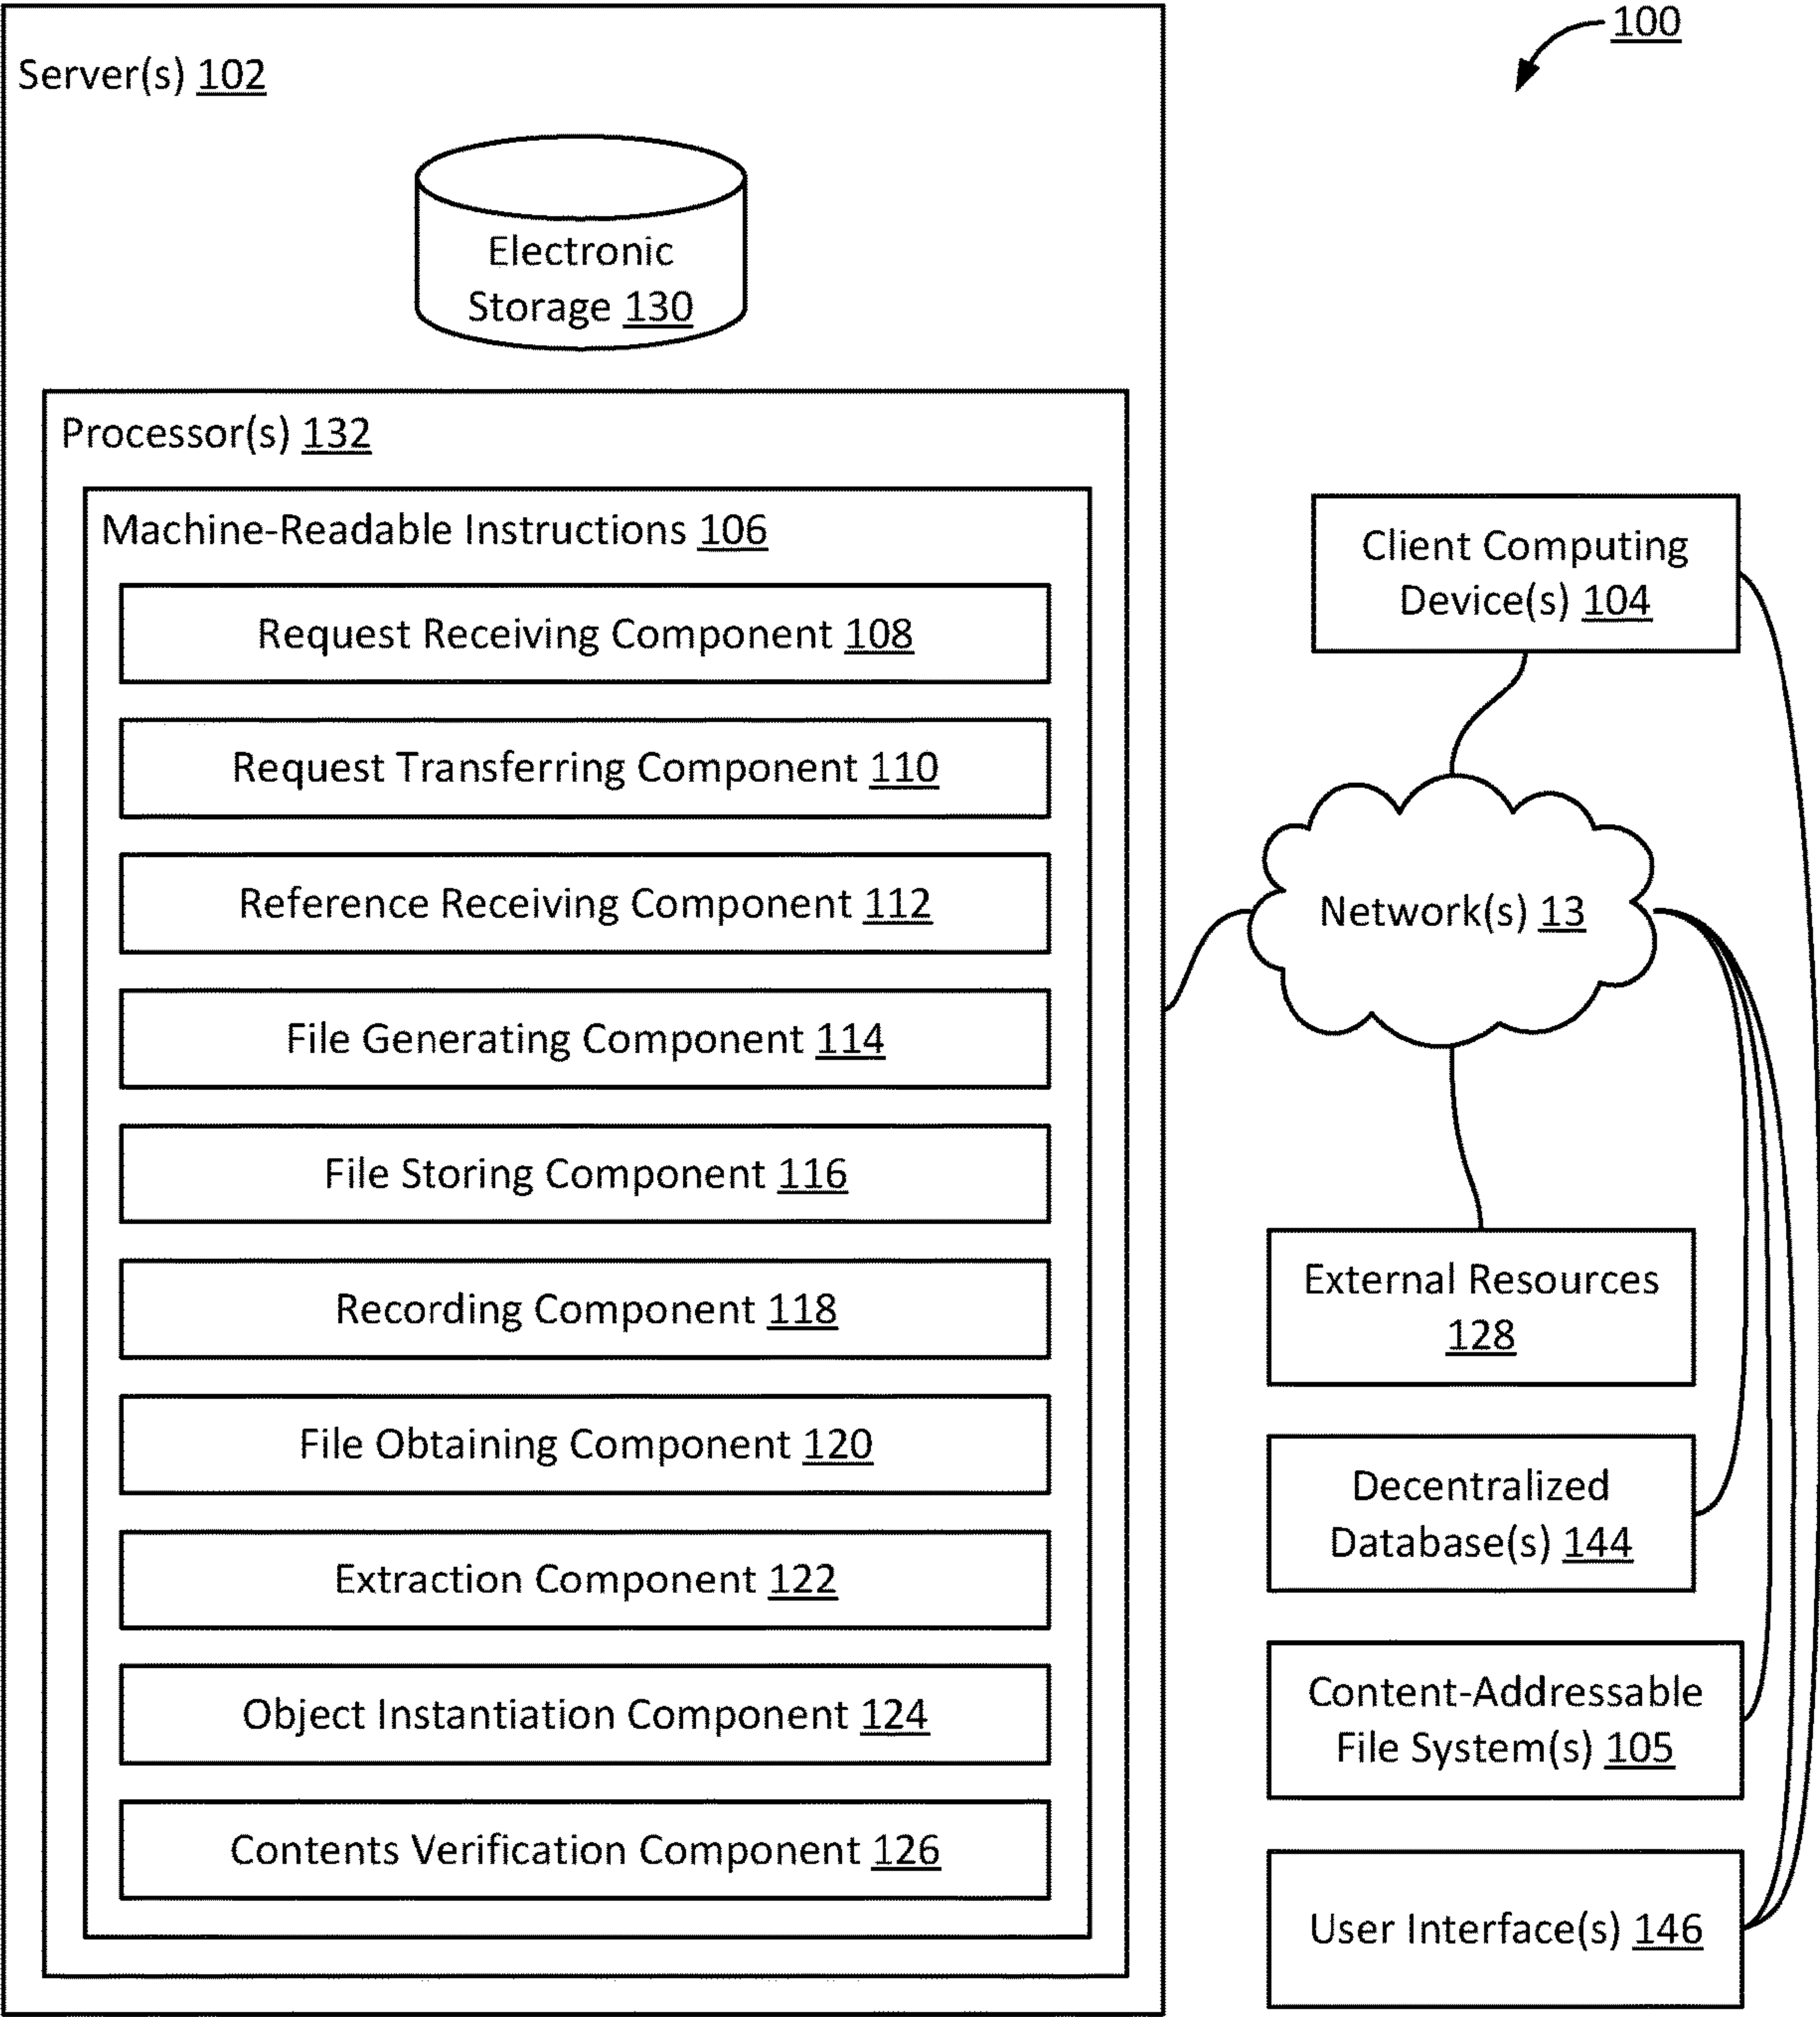 100
Server(s) 102
Electronic
Storage 130
Processor(s) 132
Machine-Readable Instructions 106
Request Receiving Component 108
Request Transferring Component 110
Reference Receiving Component 112
File Generating Component 114
File Storing Component 116
Recording Component 118
File Obtaining Component 120
Extraction Component 122
Object Instantiation Component 124
Contents Verification Component 126
Client Computing
Device(s) 104
Network(s) 13
External Resources
128
Decentralized
Database(s) 144
Content-Addressable
File System(s) 105
User Interface(s) 146